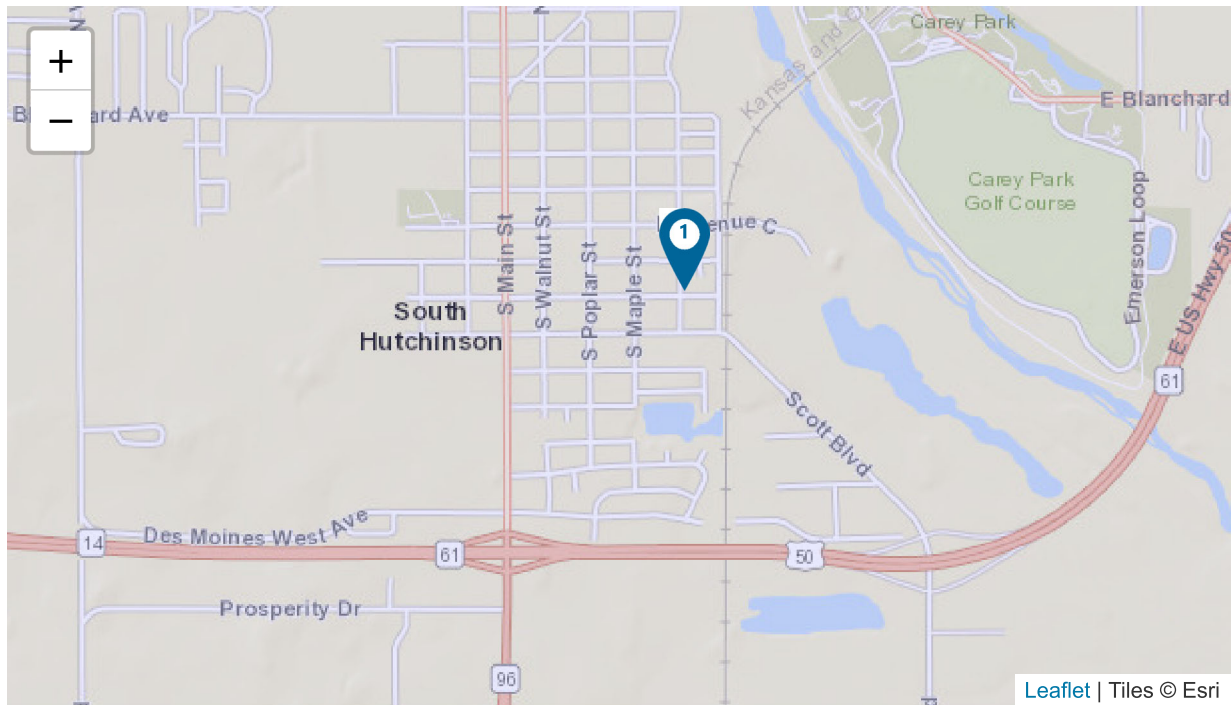 Carey Park
+
−
Kansas and
E Blanchard
ard Ave
Carey Park
Golf Course
Emerson Loop
enue C
1
S Main St
S Walnut St
S Poplar St
S Maple St
E US Hwy 50
South
Hutchinson
61
Scott Blvd
Des Moines West Ave
14
61
50
Prosperity Dr
96
Leaflet | Tiles © Esri